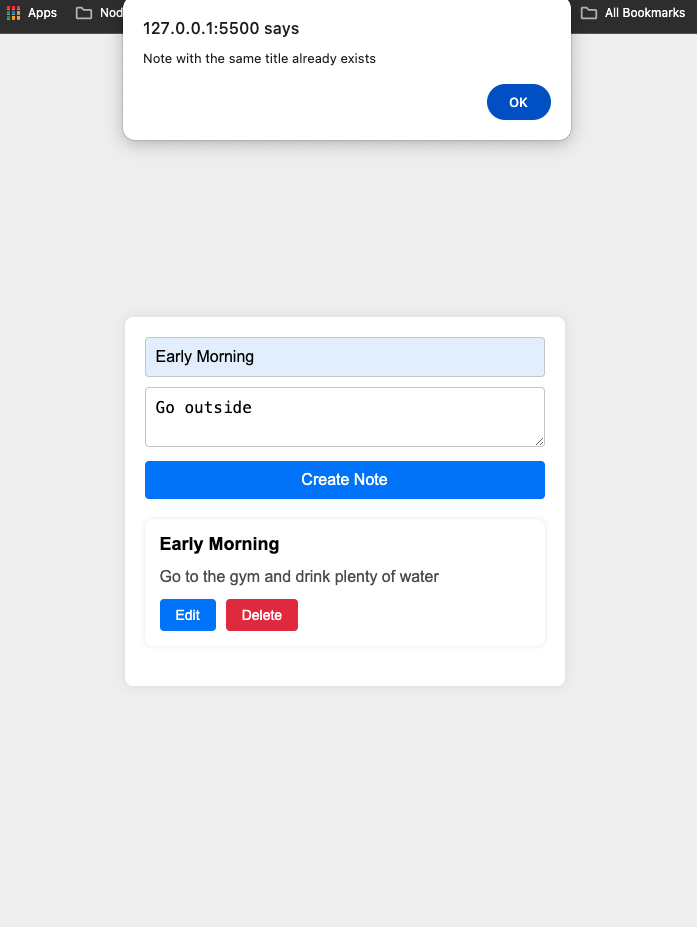 Apps
Nod
All Bookmarks
127.0.0.1:5500 says
Note with the same title already exists
OK
Early Morning
Go outside
Create Note
Early Morning
Go to the gym and drink plenty of water
Edit
Delete